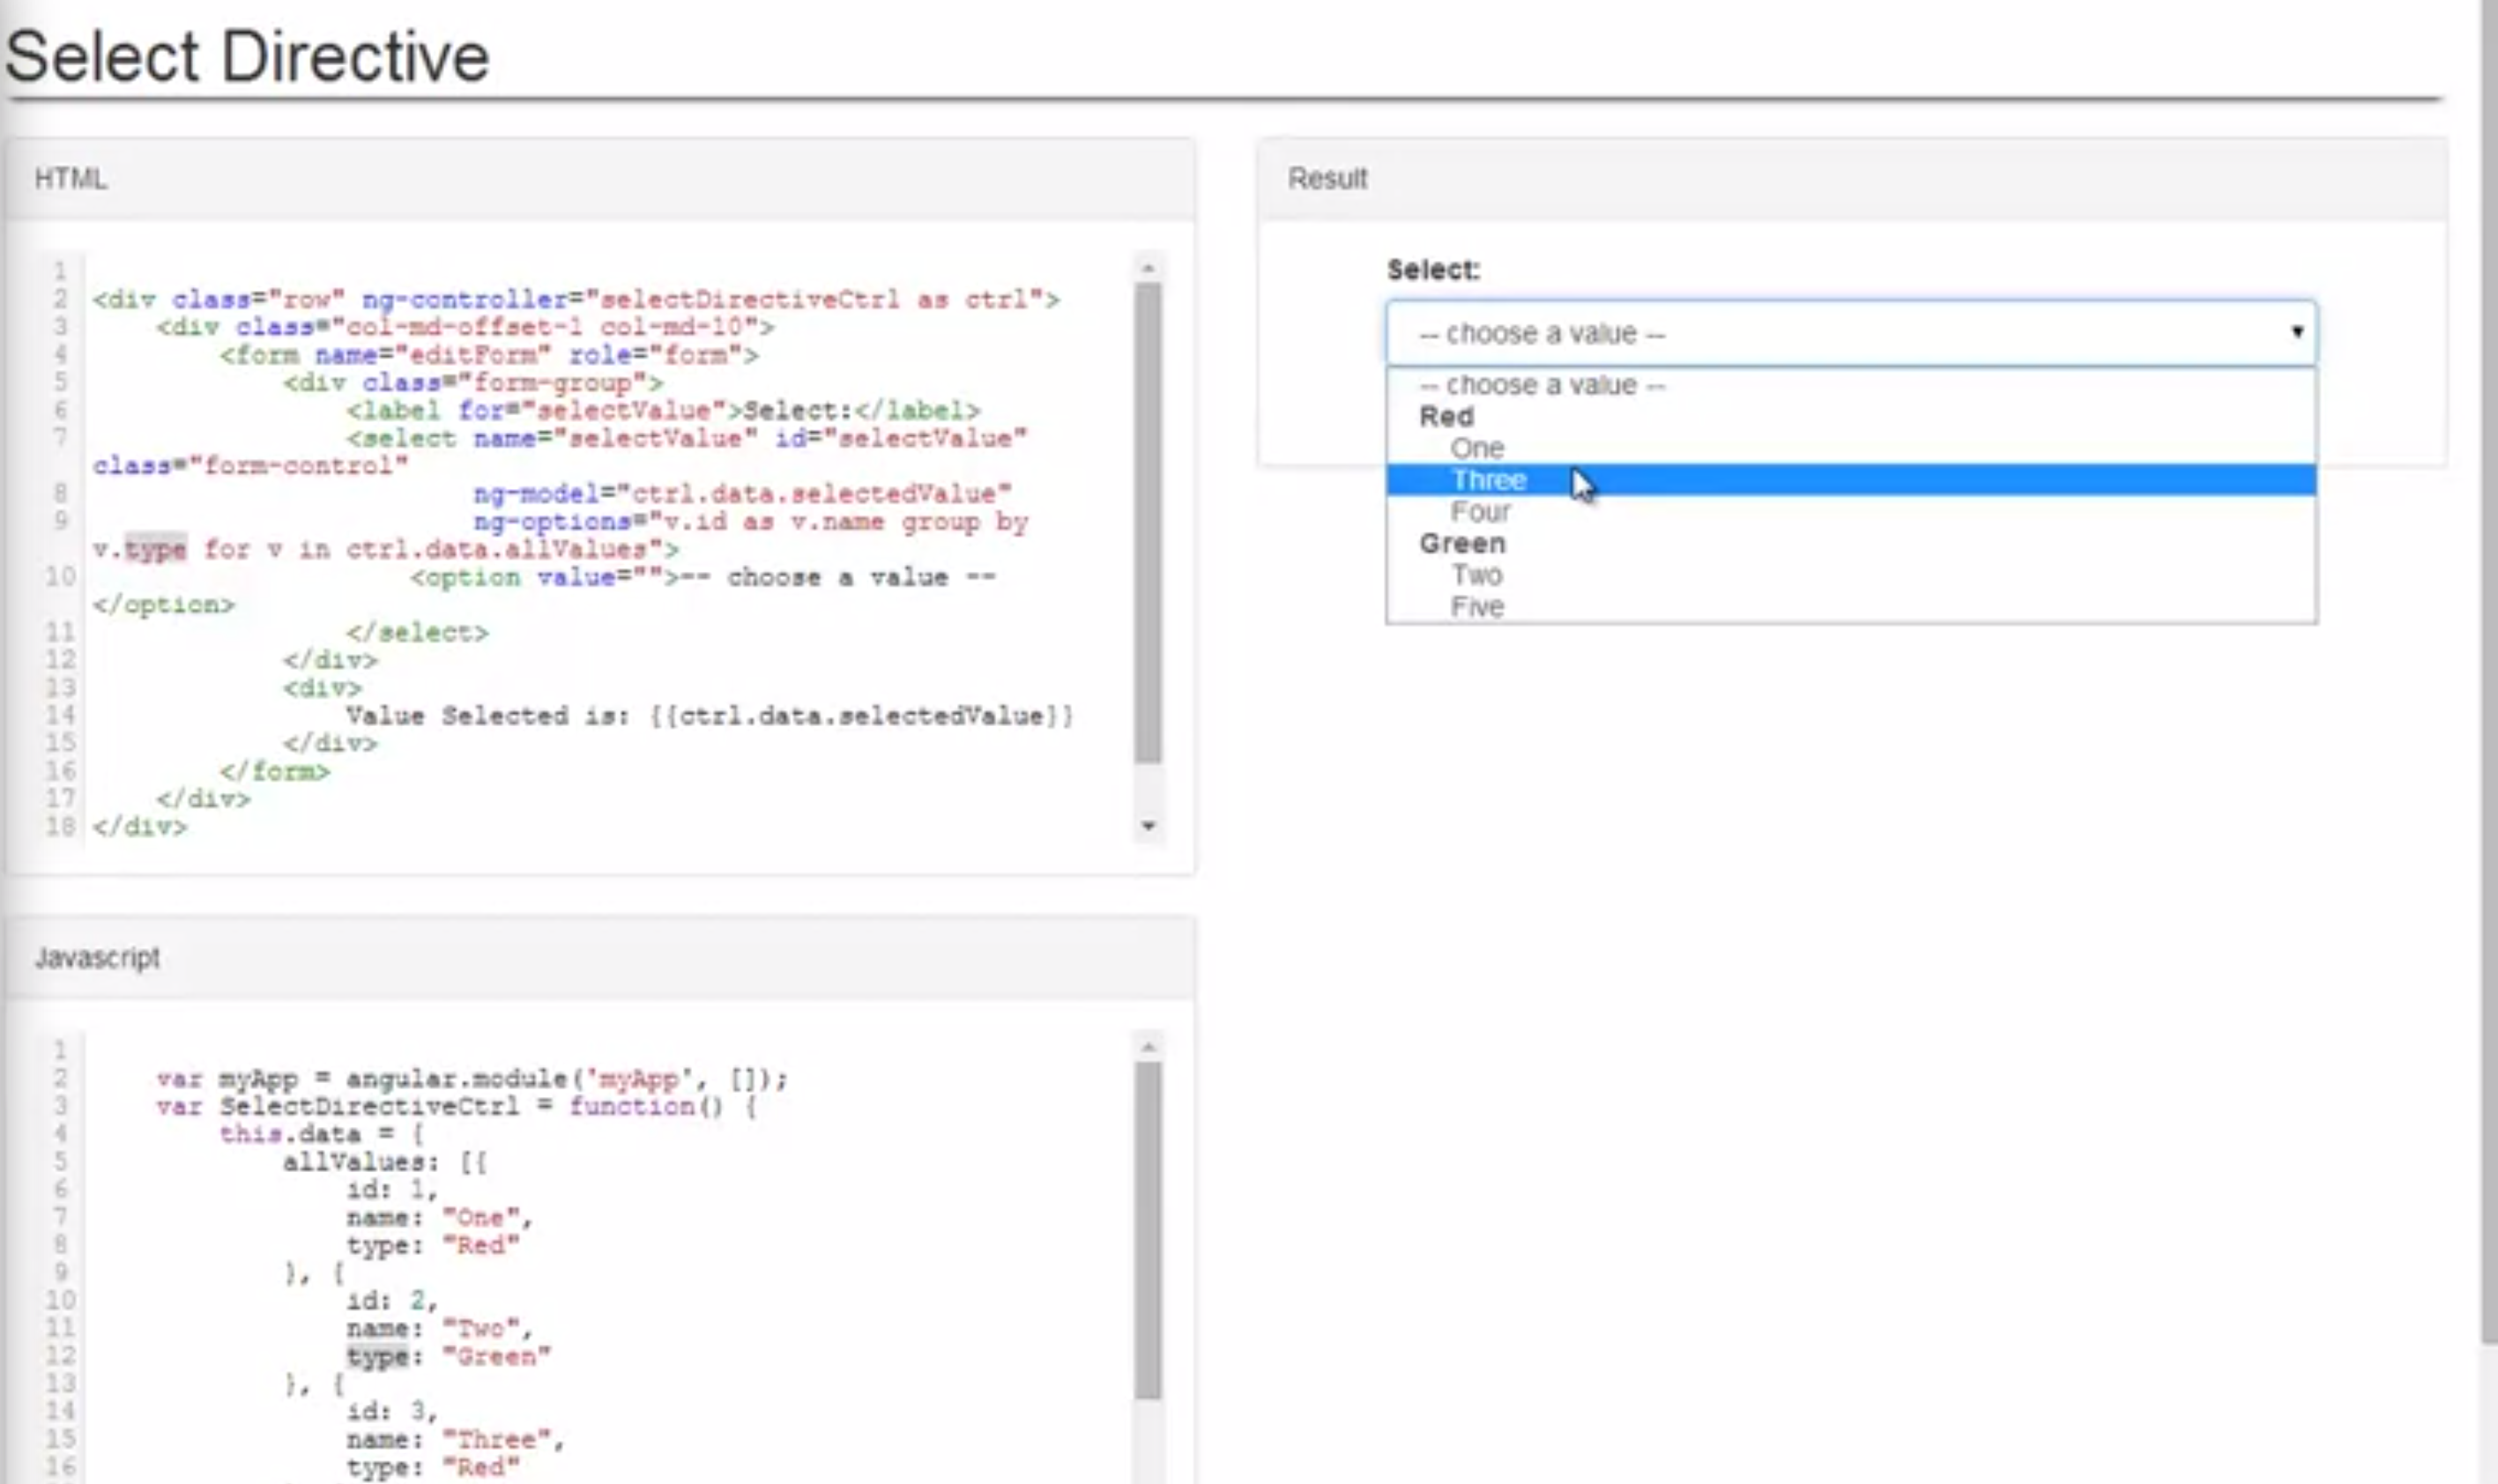 Select Directive
HTML
1
2 <div class="row" ng-controller="selectDirectiveCtrl as ctrl">
3 <div class="col-md-offset-1 col-md-10">
4 <form name="editForm" role="form">
5 <div class="form-group">
6 <label for="selectValue">Select:</label>
7 <select name="selectValue" id="selectValue"
class="form-control"
8 ng-model="ctrl.data.selectedValue"
9 ng-options="v.id as v.name group by
v.type for v in ctrl.data.allValues">
10 <option value="">-- choose a value --
</option>
11 </select>
12 </div>
13 <div>
14 Value Selected is: {{ctrl.data.selectedValue}}
15 </div>
16 </form>
17 </div>
18 </div>
Result
Select:
-- choose a value --
-- choose a value --
Red
One
Three
Four
Green
Two
Five
Javascript
1
2 var myApp = angular.module('myApp', []);
3 var SelectDirectiveCtrl = function() {
4 this.data = {
5 allValues: [{
6 id: 1,
7 name: "One",
8 type: "Red"
9 }, {
10 id: 2,
11 name: "Two",
12 type: "Green"
13 }, {
14 id: 3,
15 name: "Three",
16 type: "Red"